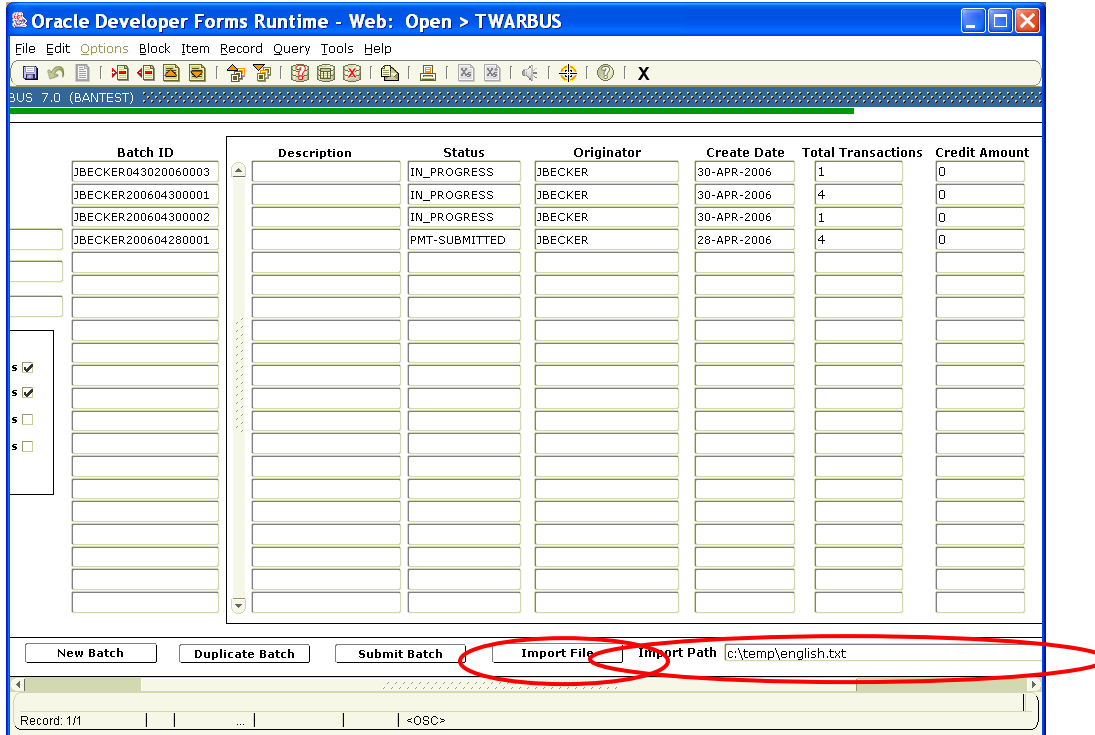 Oracle Developer Forms Runtime - Web: Open > TWARBUS
File Edit Options Block Item Record Query Tools Help
X
BUS 7.0 (BANTEST)
Batch ID Description Status Originator Create Date Total Transactions Credit Amount
JBECKER043020060003 IN_PROGRESS JBECKER 30-APR-2006 1 0
JBECKER200604300001 IN_PROGRESS JBECKER 30-APR-2006 4 0
JBECKER200604300002 IN_PROGRESS JBECKER 30-APR-2006 1 0
JBECKER200604280001 PMT-SUBMITTED JBECKER 28-APR-2006 4 0
s
s
s
s
New Batch Duplicate Batch Submit Batch Import File Import Path c:\temp\english.txt
Record: 1/1 ... <OSC>